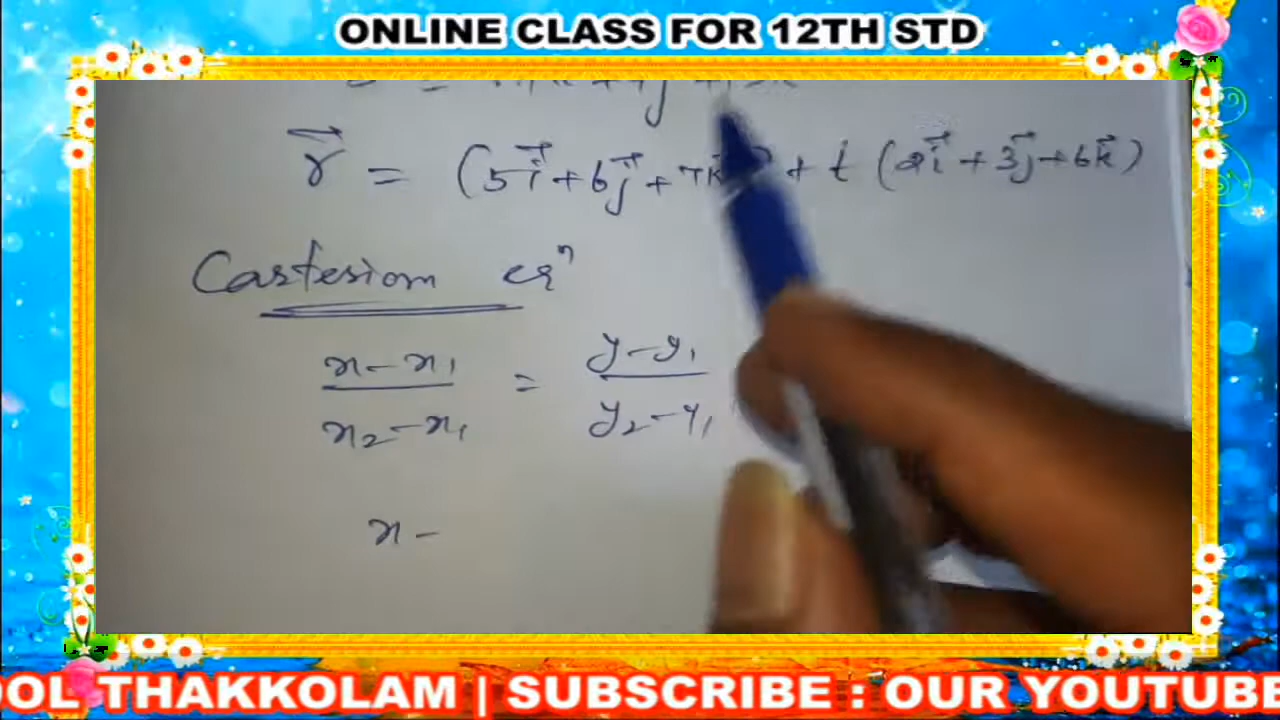 ONLINE CLASS FOR 12TH STD
r⃗ = (5i⃗ + 6j⃗ + 7k⃗) + t (2i⃗ + 3j⃗ + 6k⃗)
Cartesion eqⁿ
x - x₁ / x₂ - x₁ = y - y₁ / y₂ - y₁
x -
OOL THAKKOLAM | SUBSCRIBE : OUR YOUTUBE